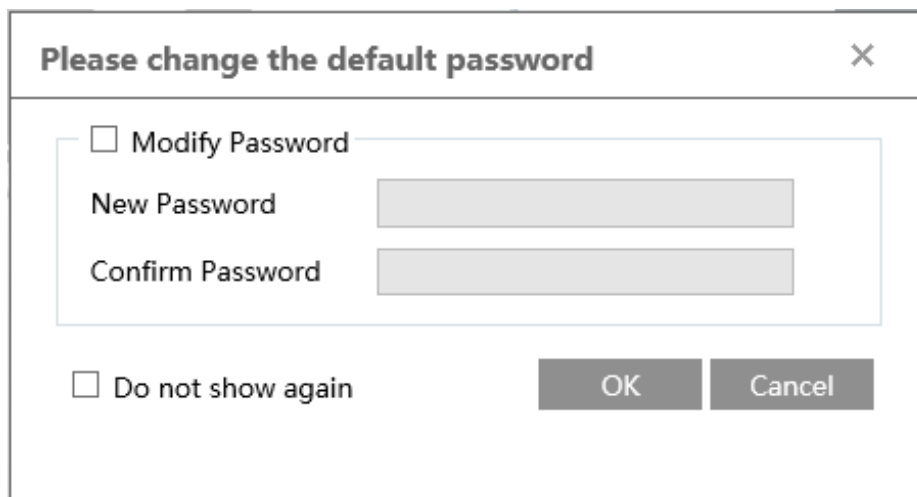 Please change the default password
Modify Password
New Password
Confirm Password
Do not show again
OK
Cancel